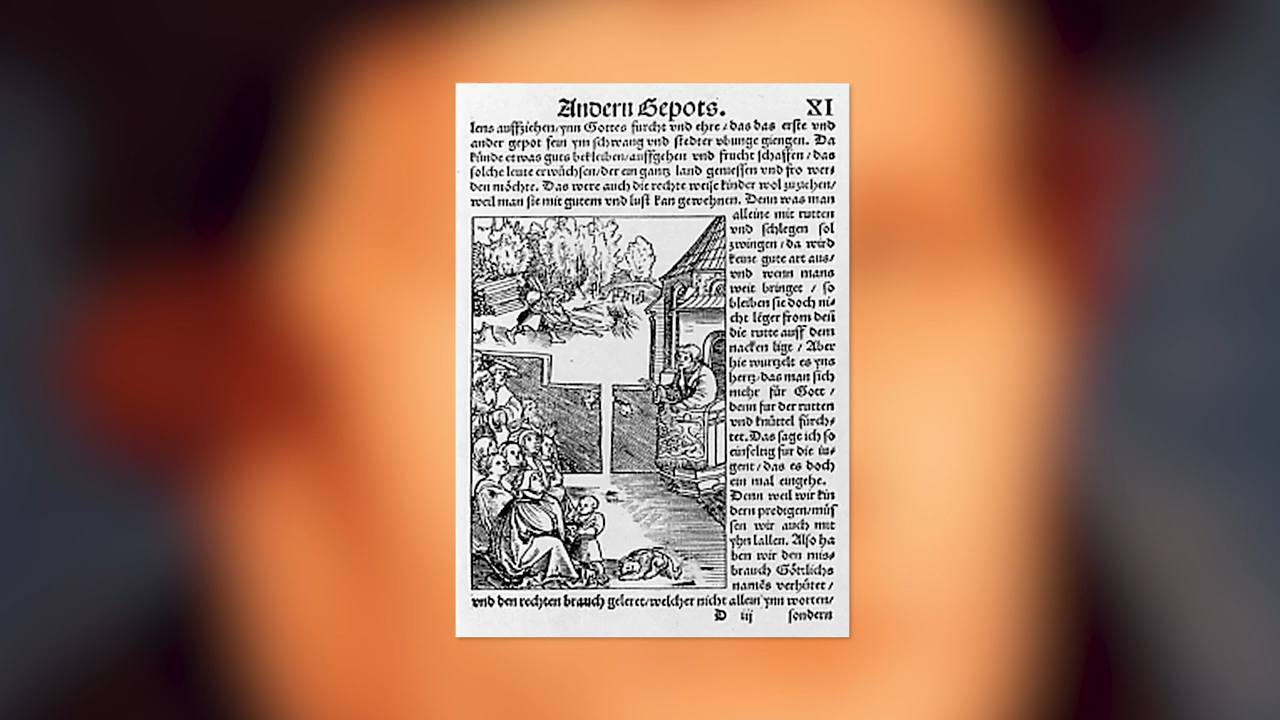 Andern Gepots. XI
lens auffziehen/ynn Gottes furcht vnd ehre/das das erste vnd
ander gepot fein ym schwang vnd stedter vbunge giengen. Da
künde etwas guts bekleiben/auffgehen vnd frucht schaffen/das
solche leute erwüchsen/der ein gantz land geniessen vnd fro wer-
den möchte. Das were auch die rechte weise kinder wol zuziehen/
weil man sie mit gutem vnd lust kan gewehnen. Denn was man
alleine mit rutten
vnd schlegen sol
zwingen/da wird
keine gute art aus/
vnd wenn mans
weit bringet / so
bleiben sie doch ni-
cht leger from deñ
die rutte auff dem
nacken ligt / Aber
hie wurtzelt es yns
hertz/das man sich
mehr für Gott /
denn fur der rutten
vnd knüttel fürch-
tet. Das sage ich so
einfeltig fur die iu-
gent/das es doch
ein mal eingehe.
Denn weil wir kin
dern predigen/müs
sen wir auch mit
yhn lallen. Also ha
ben wir den mis-
brauch Göttlichs
namēs verhütet /
vnd den rechten brauch geleret/welcher nicht allein ynn worten/
D iij sondern